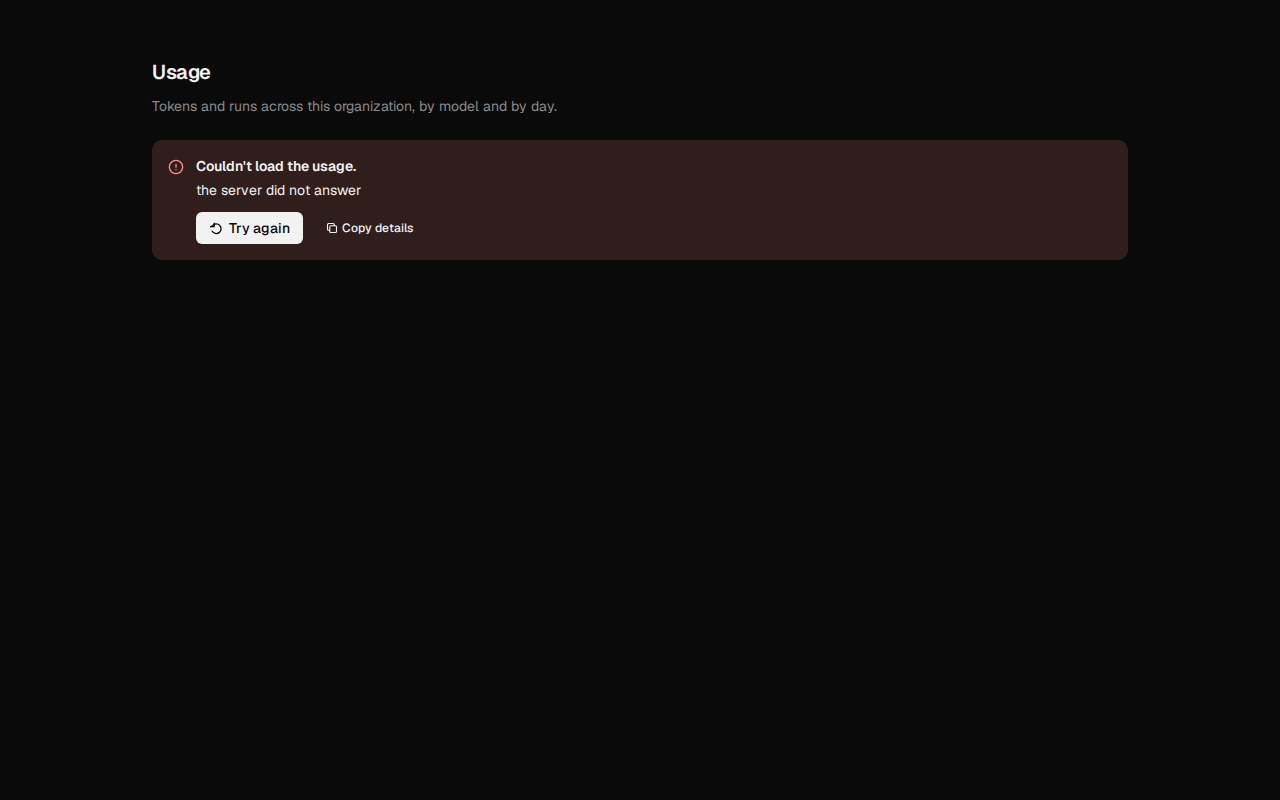 Usage
Tokens and runs across this organization, by model and by day.
Couldn't load the usage.
the server did not answer
Try again
Copy details